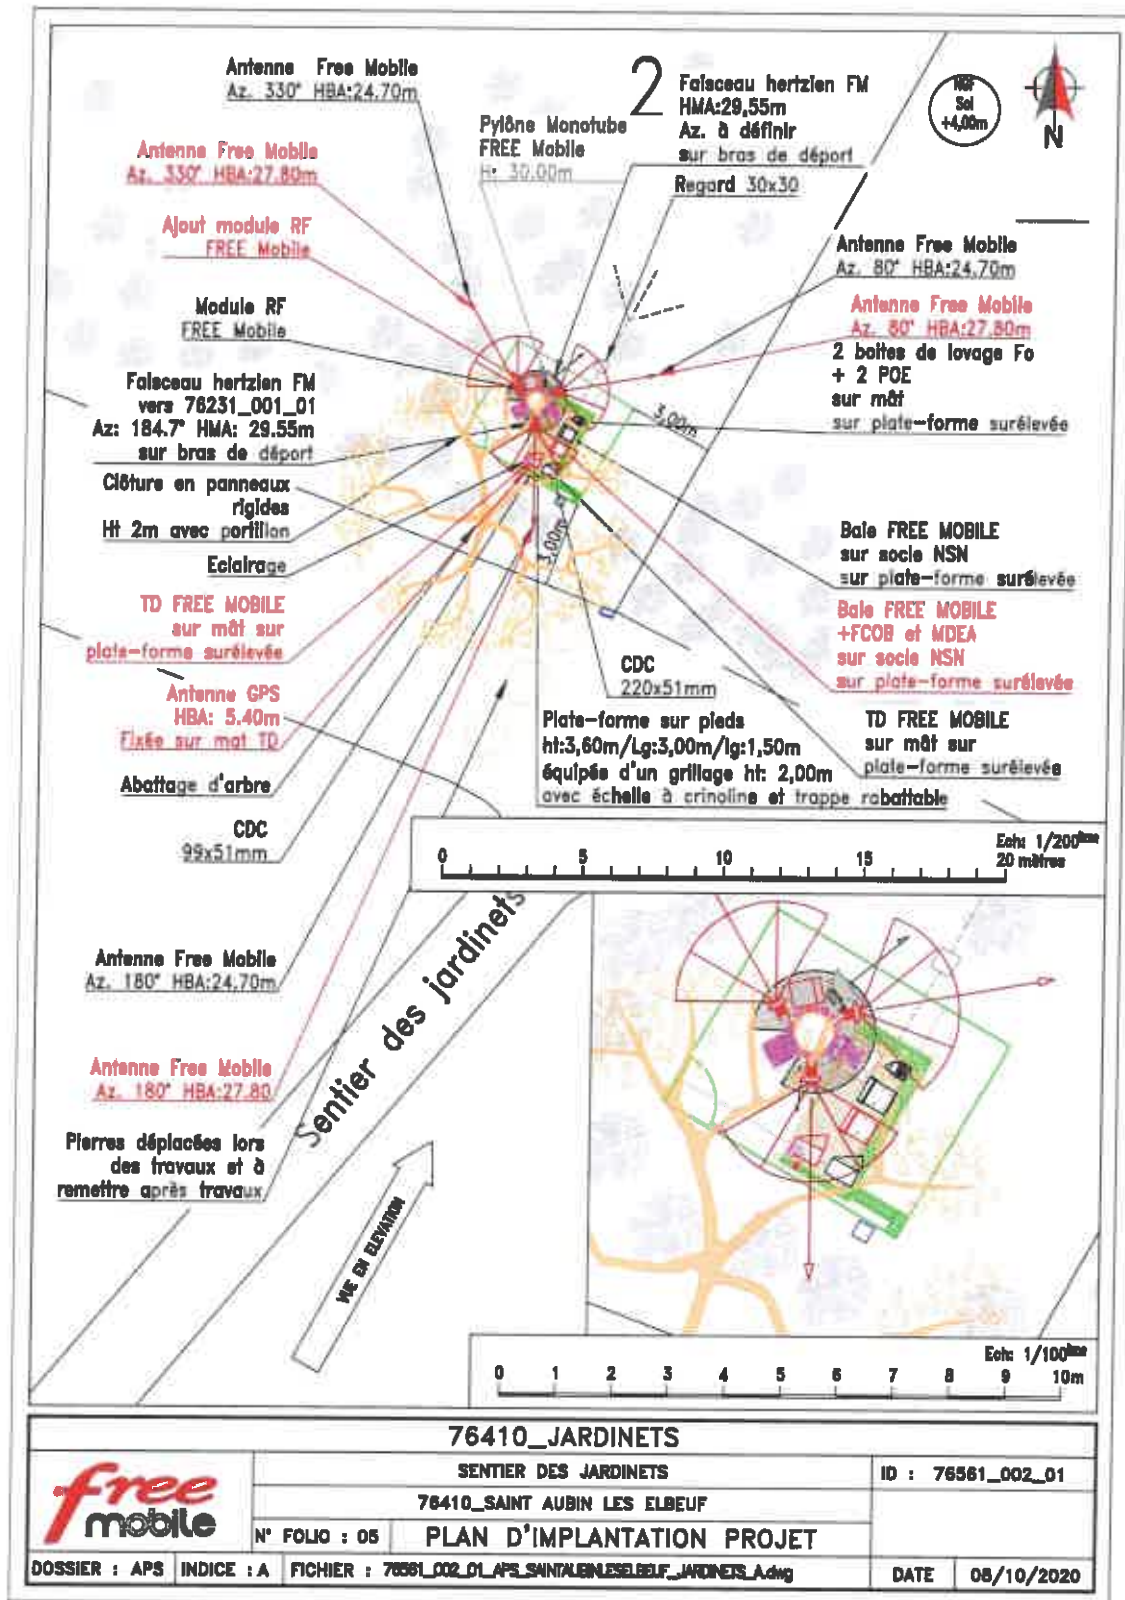 Antenne Free Mobile
Az. 330° HBA:24.70m
2
Faisceau hertzien FM
HMA:29,55m
Az. à définir
sur bras de déport
NGF
Sol
+4,00m
N
Pylône Monotube
FREE Mobile
H: 30.00m
Regard 30x30
Antenne Free Mobile
Az. 330° HBA:27.80m
Ajout module RF
FREE Mobile
Antenne Free Mobile
Az. 80° HBA:24.70m
Module RF
FREE Mobile
Antenne Free Mobile
Az. 80° HBA:27.80m
2 boites de lovage Fo
+ 2 POE
sur mât
sur plate-forme surélevée
Faisceau hertzien FM
vers 76231_001_01
Az: 184.7° HMA: 29.55m
sur bras de déport
3,00m
3,00m
Clôture en panneaux
rigides
Ht 2m avec portillon
Eclairage
Baie FREE MOBILE
sur socle NSN
sur plate-forme surélevée
TD FREE MOBILE
sur mât sur
plate-forme surélevée
Baie FREE MOBILE
+FCOB et MDEA
sur socle NSN
sur plate-forme surélevée
CDC
220x51mm
Antenne GPS
HBA: 5.40m
Fixée sur mat TD
Plate-forme sur pieds
ht:3,60m/Lg:3,00m/lg:1,50m
équipée d'un grillage ht: 2,00m
avec échelle à crinoline et trappe rabattable
TD FREE MOBILE
sur mât sur
plate-forme surélevée
Abattage d'arbre
CDC
99x51mm
Ech: 1/200ème
0 5 10 15 20 mètres
Antenne Free Mobile
Az. 180° HBA:24.70m
Sentier des jardinets
Antenne Free Mobile
Az. 180° HBA:27.80
Pierres déplacées lors
des travaux et à
remettre après travaux
VUE EN ELEVATION
Ech: 1/100ème
0 1 2 3 4 5 6 7 8 9 10m
76410_JARDINETS
free
mobile
SENTIER DES JARDINETS
ID : 76561_002_01
76410_SAINT AUBIN LES ELBEUF
N° FOLIO : 05
PLAN D'IMPLANTATION PROJET
DOSSIER : APS
INDICE : A
FICHIER : 76561_002_01_APS_SAINTAUBINLESELBEUF_JARDINETS_A.dwg
DATE
08/10/2020